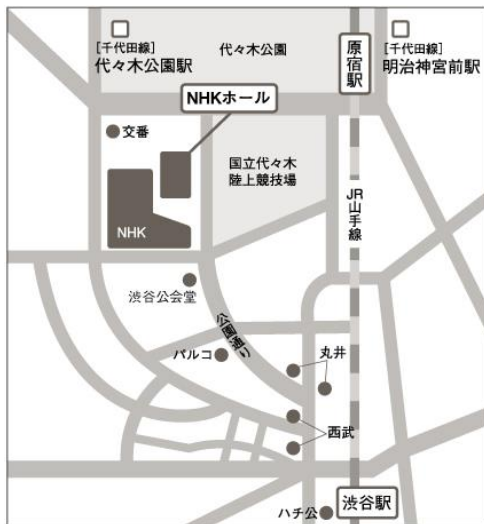 [千代田線]
代々木公園駅
代々木公園
原宿駅
[千代田線]
明治神宮前駅
NHKホール
交番
国立代々木
陸上競技場
JR山手線
NHK
渋谷公会堂
公園通り
パルコ
丸井
西武
渋谷駅
ハチ公